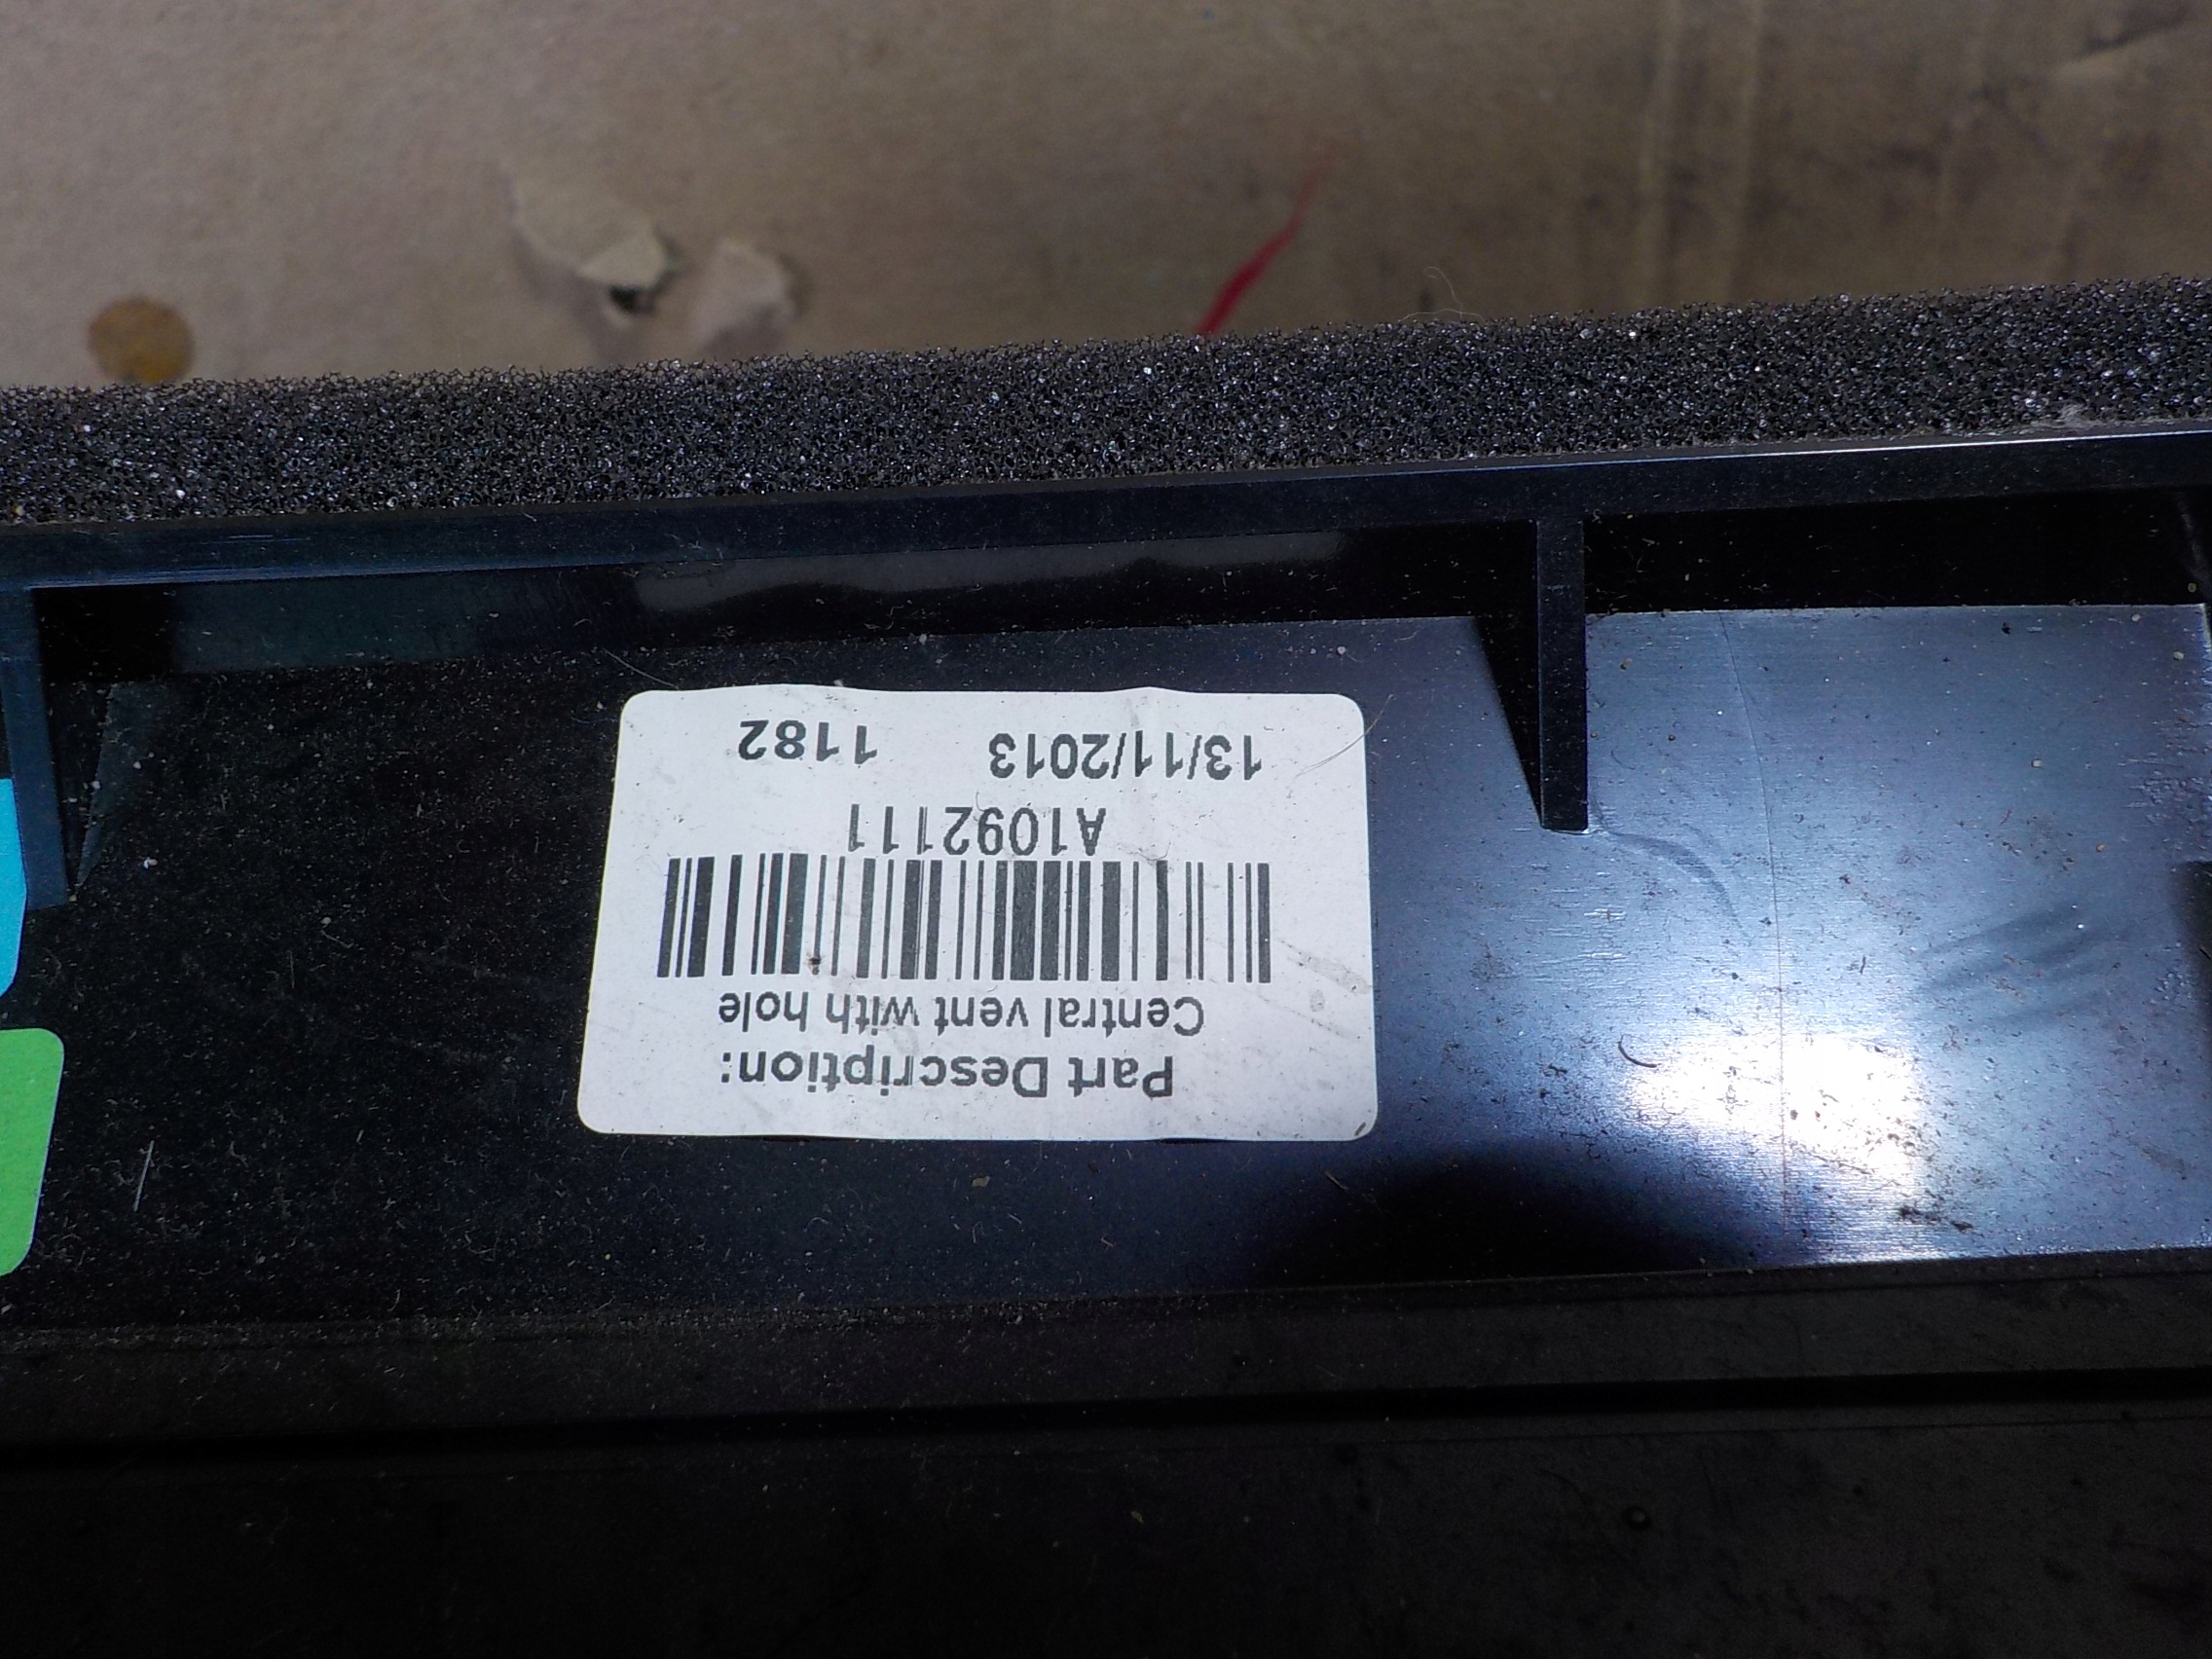 Part Description:
Central vent with hole
A1092111
13/11/2013 1182